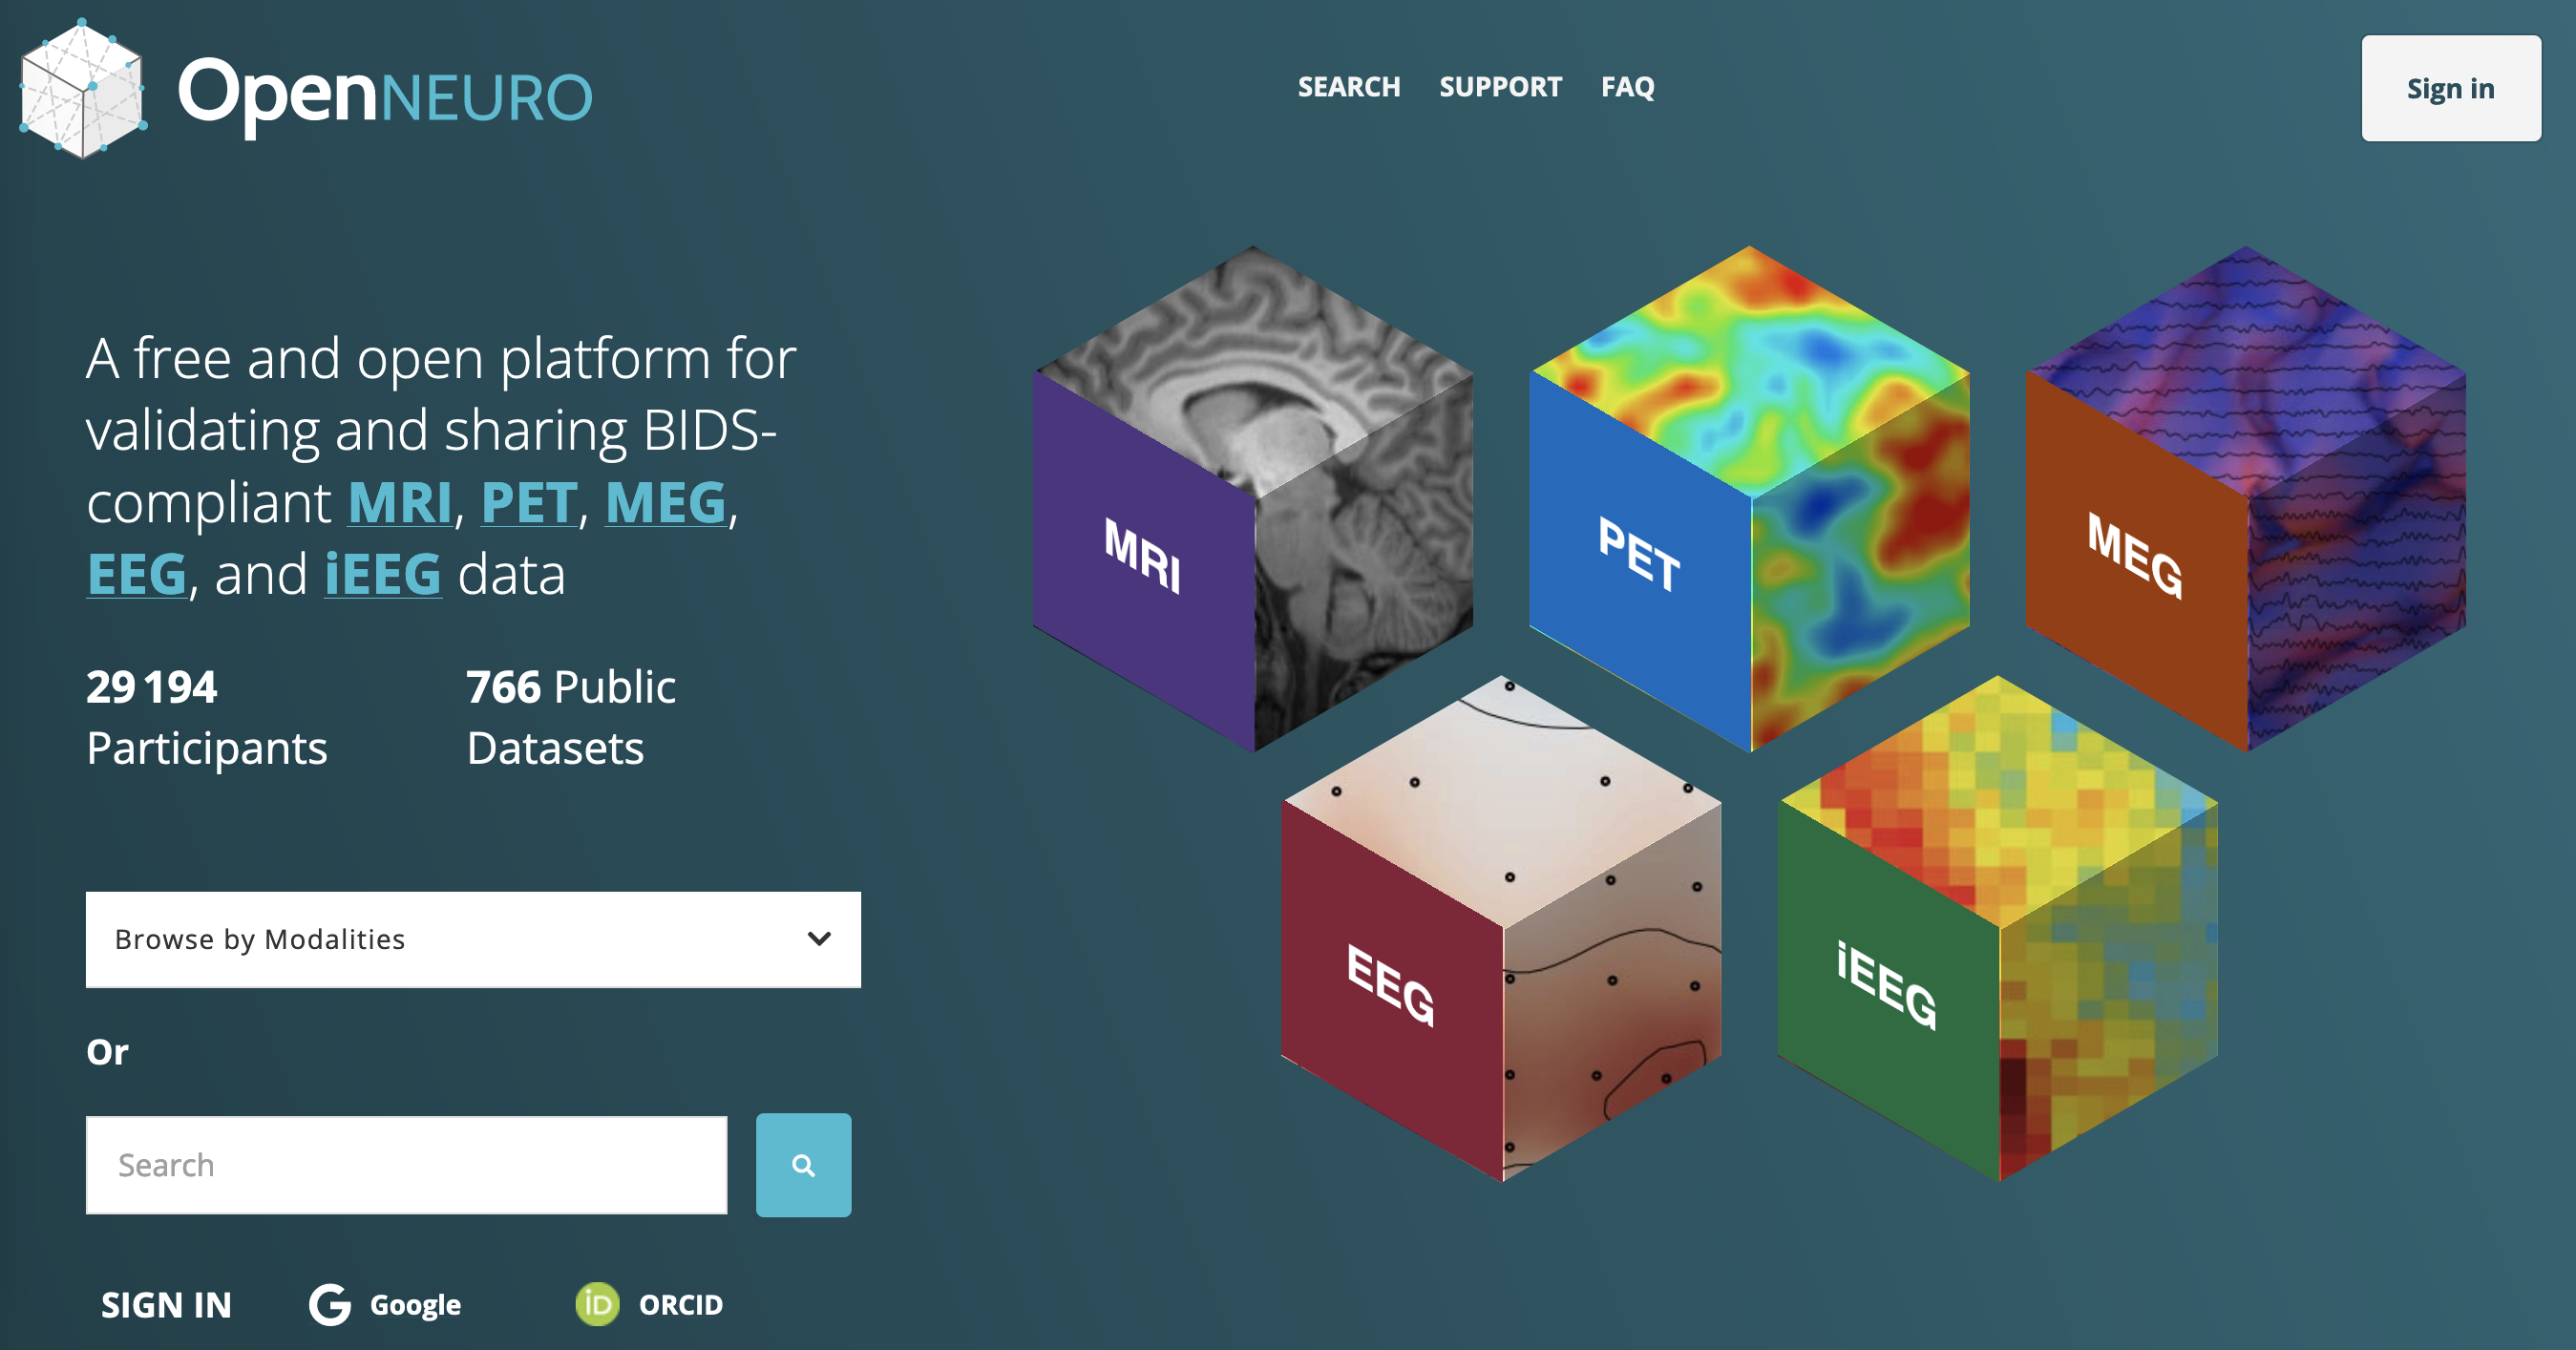 OpenNEURO
SEARCH SUPPORT FAQ
Sign in
A free and open platform for
validating and sharing BIDS-
compliant MRI, PET, MEG,
EEG, and iEEG data
29 194
Participants
766 Public
Datasets
Browse by Modalities
Or
Search
SIGN IN Google iD ORCID
MRI
PET
MEG
EEG
iEEG